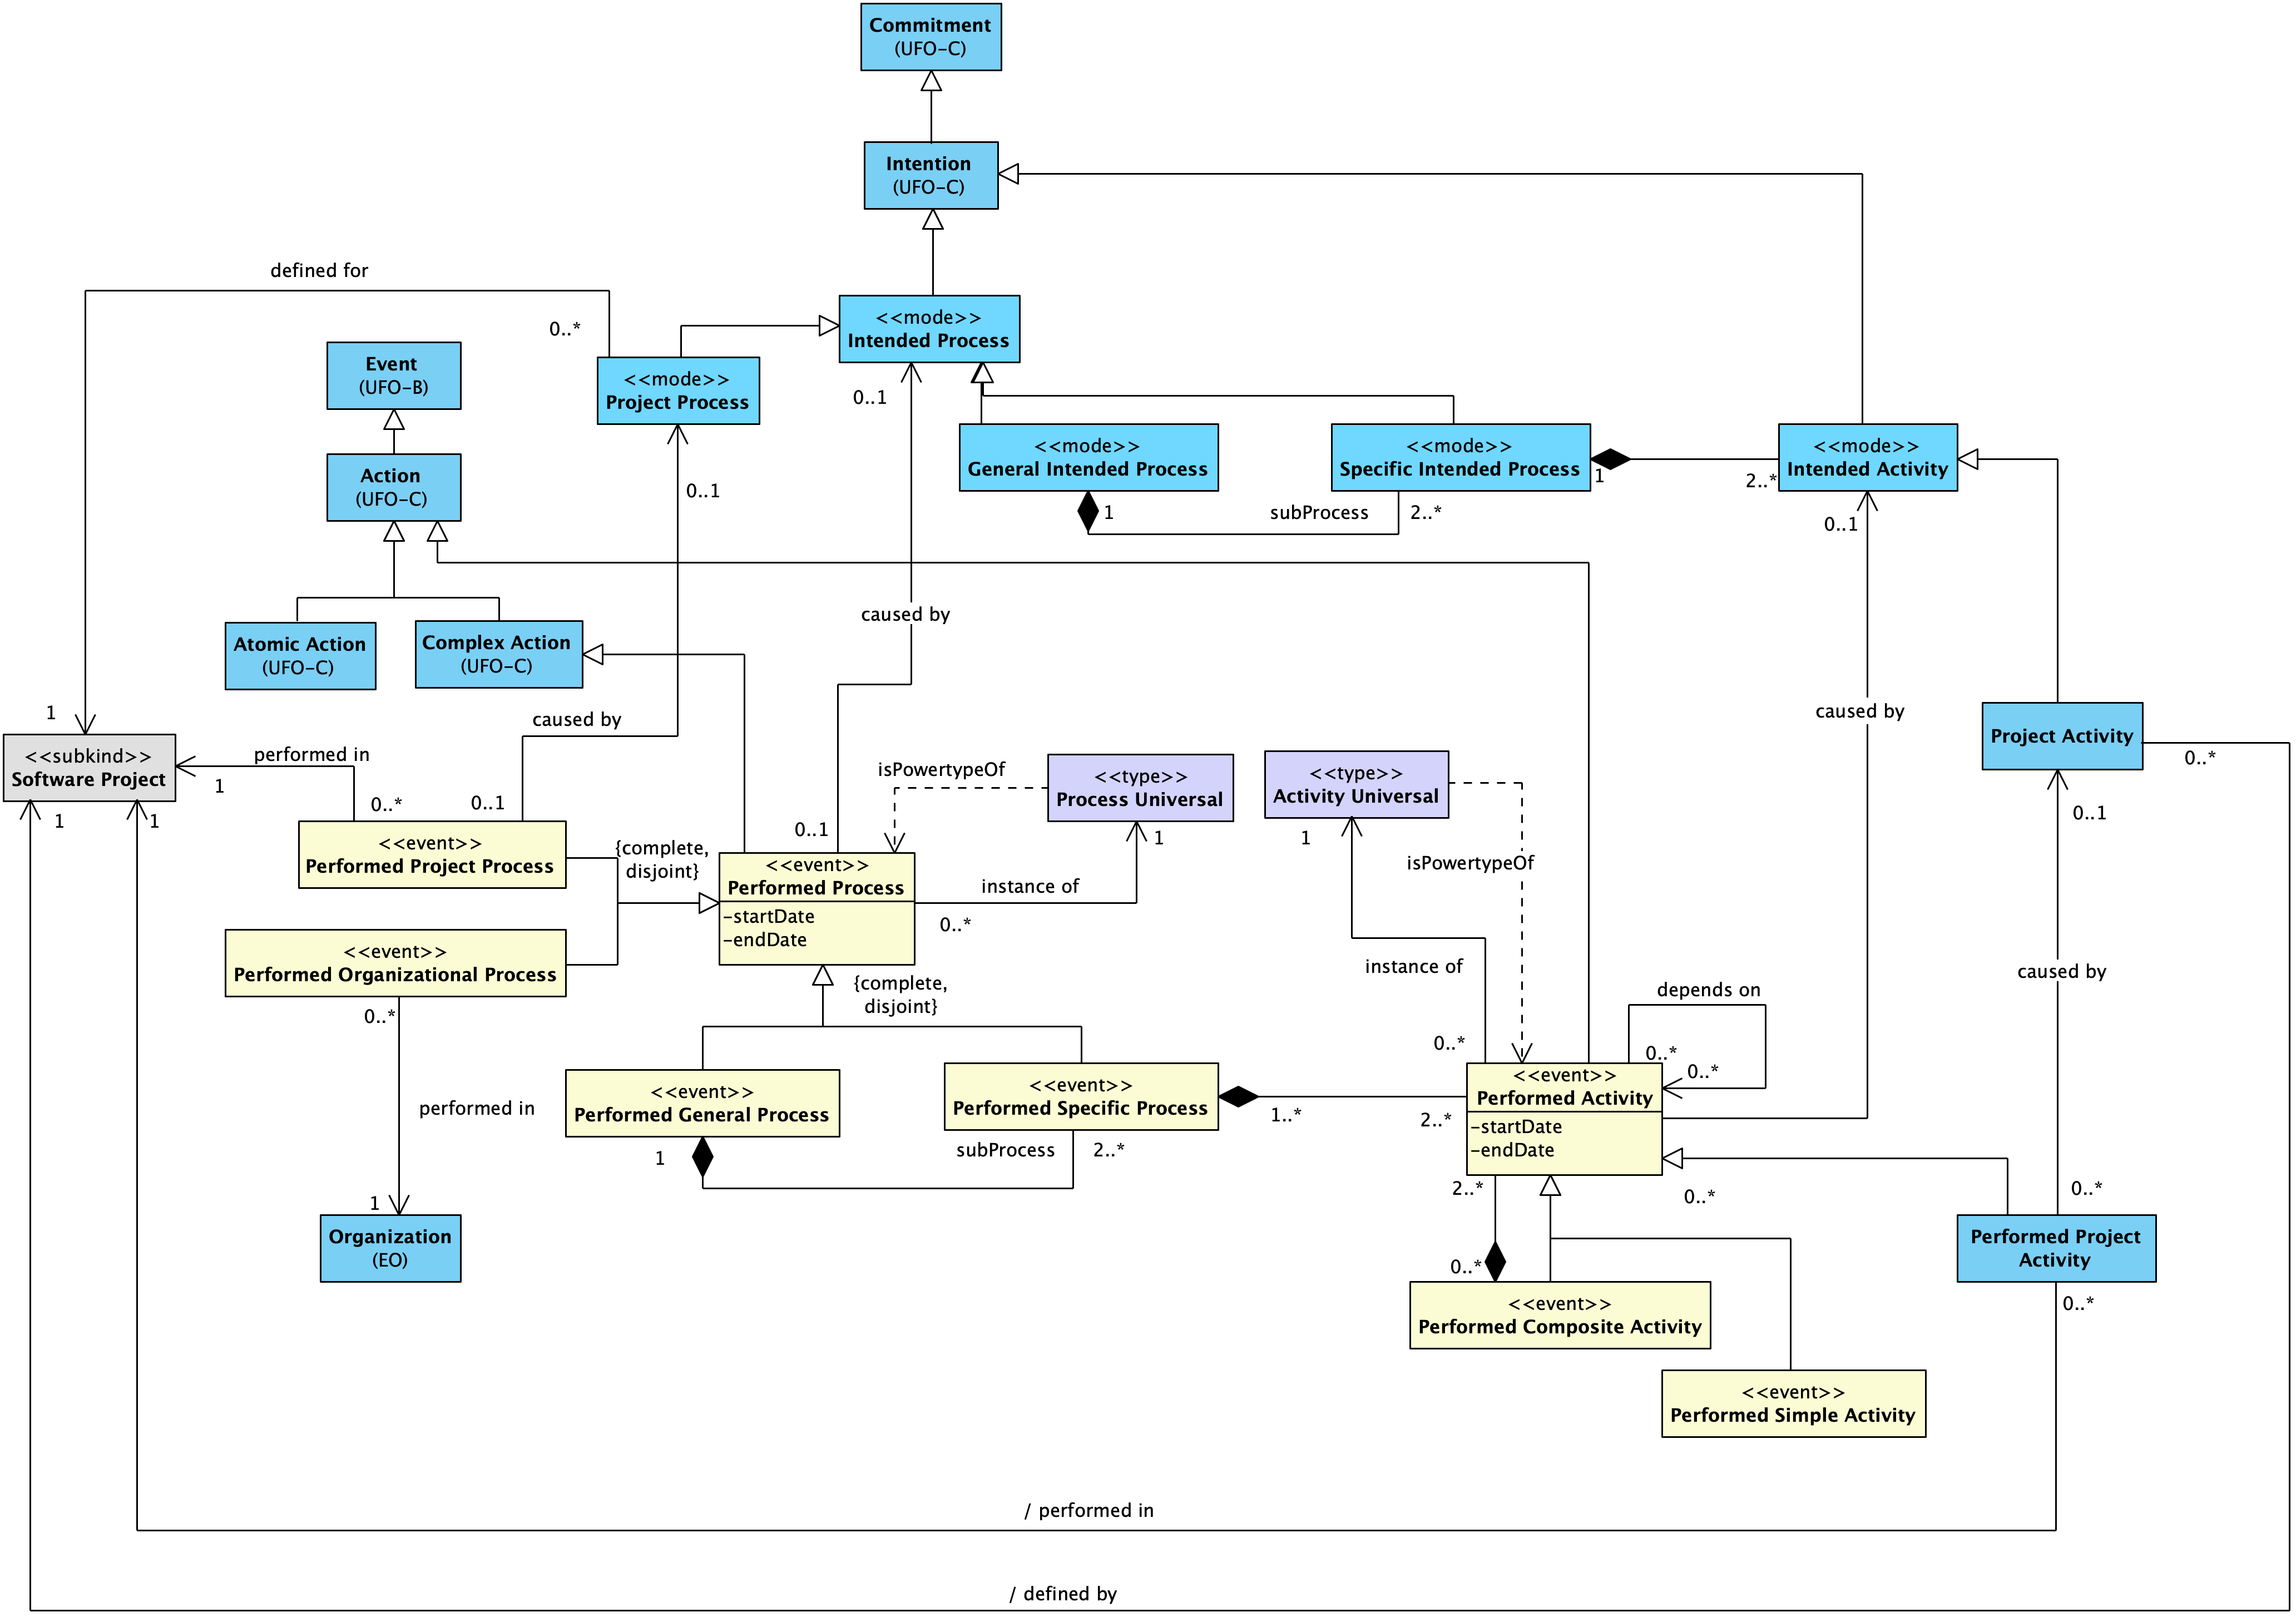 Commitment
(UFO-C)
Intention
(UFO-C)
defined for
0..*
<<mode>>
Intended Process
Event
(UFO-B)
<<mode>>
Project Process
0..1
<<mode>>
General Intended Process
<<mode>>
Specific Intended Process
1
2..*
<<mode>>
Intended Activity
Action
(UFO-C)
0..1
1
subProcess
2..*
0..1
caused by
Atomic Action
(UFO-C)
Complex Action
(UFO-C)
1
caused by
caused by
Project Activity
0..*
<<subkind>>
Software Project
performed in
1
0..*
0..1
isPowertypeOf
<<type>>
Process Universal
<<type>>
Activity Universal
1
1
0..1
1
1
0..1
<<event>>
Performed Project Process
{complete,
disjoint}
<<event>>
Performed Process
-startDate
-endDate
instance of
0..*
isPowertypeOf
<<event>>
Performed Organizational Process
0..*
{complete,
disjoint}
instance of
depends on
caused by
0..*
0..*
0..*
<<event>>
Performed General Process
<<event>>
Performed Specific Process
1..*
2..*
<<event>>
Performed Activity
-startDate
-endDate
performed in
1
subProcess
2..*
2..*
0..*
0..*
1
Organization
(EO)
Performed Project
Activity
0..*
<<event>>
Performed Composite Activity
0..*
<<event>>
Performed Simple Activity
/ performed in
/ defined by